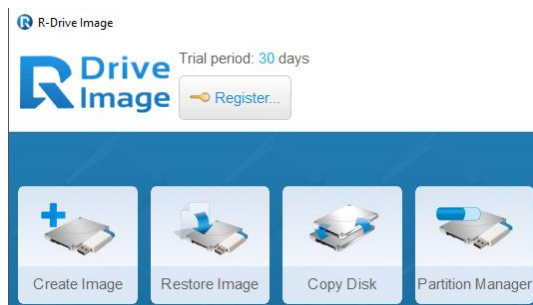 R-Drive Image
Drive
Image
Trial period: 30 days
Register...
Create Image
Restore Image
Copy Disk
Partition Manager